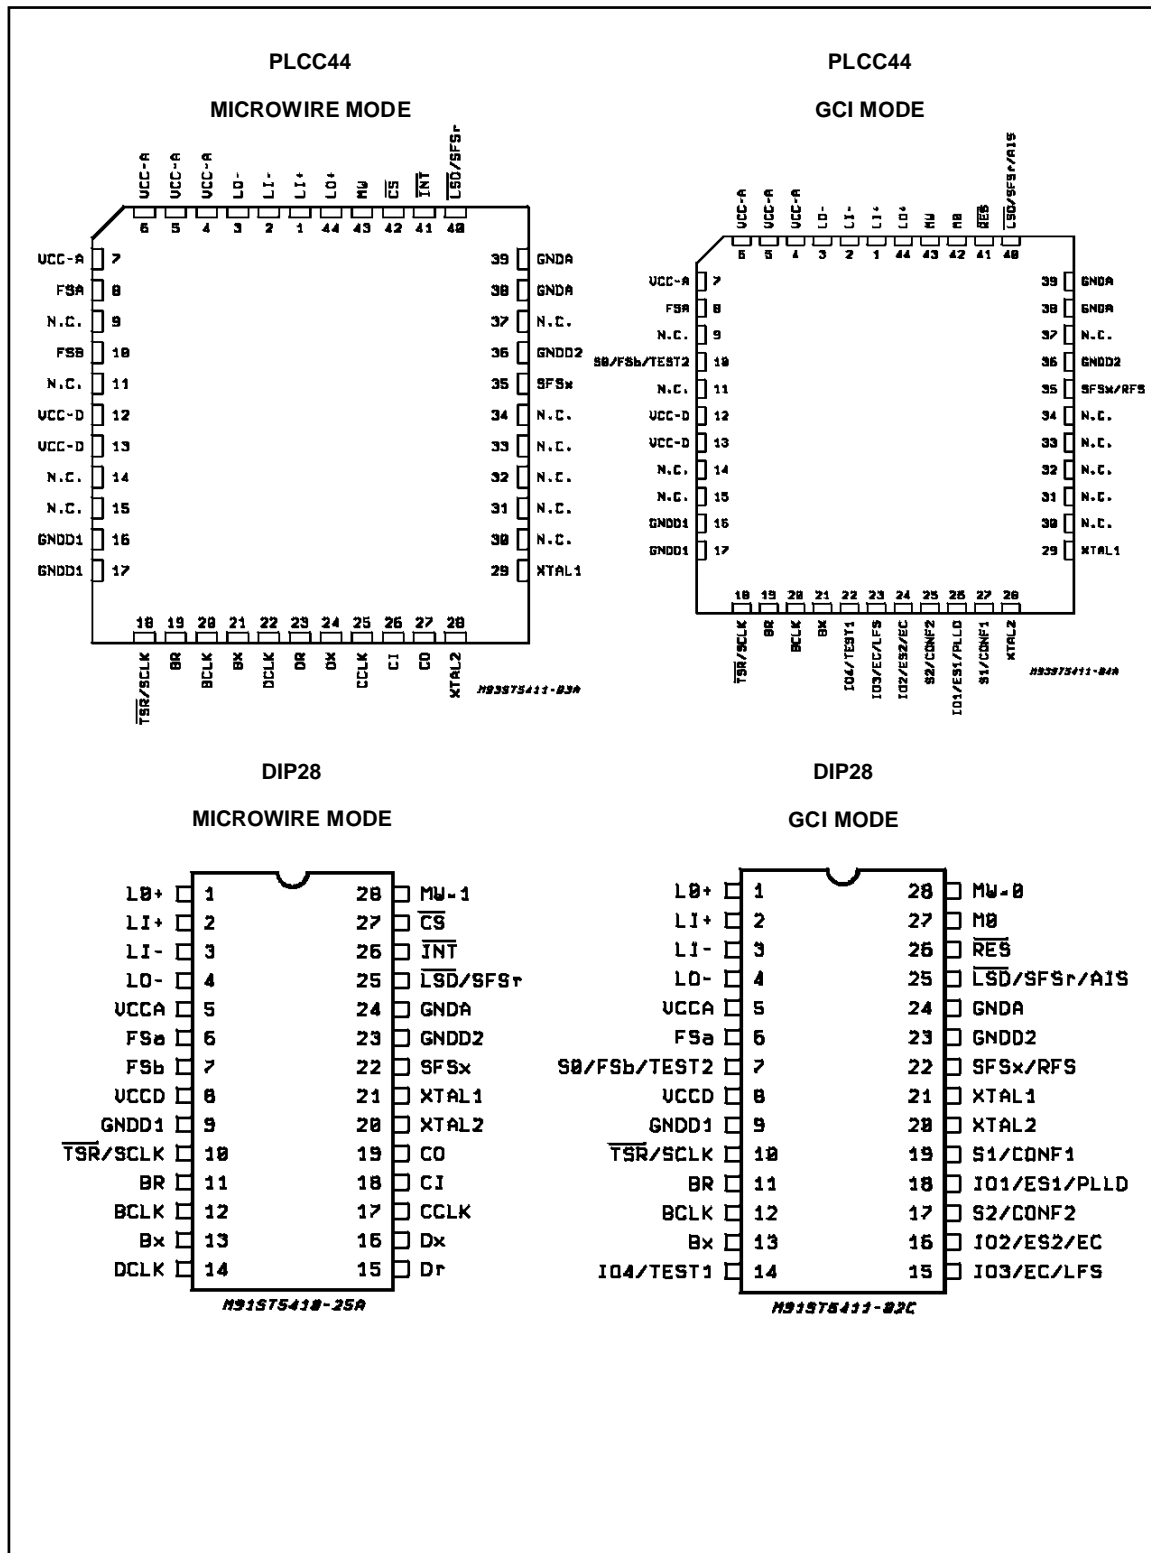 PLCC44
MICROWIRE MODE
VCC-A
VCC-A
VCC-A
LO-
LI-
LI+
LO+
MW
CS
INT
LSD/SFSr
6 5 4 3 2 1 44 43 42 41 40
VCC-A 7
FSA 8
N.C. 9
FSB 10
N.C. 11
VCC-D 12
VCC-D 13
N.C. 14
N.C. 15
GNDD1 16
GNDD1 17
39 GNDA
38 GNDA
37 N.C.
36 GNDD2
35 SFSx
34 N.C.
33 N.C.
32 N.C.
31 N.C.
30 N.C.
29 XTAL1
18 19 20 21 22 23 24 25 26 27 28
TSR/SCLK
BR
BCLK
BX
DCLK
DR
DX
CCLK
CI
CO
XTAL2
M93ST5411-03A
PLCC44
GCI MODE
VCC-A
VCC-A
VCC-A
LO-
LI-
LI+
LO+
MW
M0
RES
LSD/SFSr/AIS
6 5 4 3 2 1 44 43 42 41 40
VCC-A 7
FSA 8
N.C. 9
S0/FSb/TEST2 10
N.C. 11
VCC-D 12
VCC-D 13
N.C. 14
N.C. 15
GNDD1 16
GNDD1 17
39 GNDA
38 GNDA
37 N.C.
36 GNDD2
35 SFSx/RFS
34 N.C.
33 N.C.
32 N.C.
31 N.C.
30 N.C.
29 XTAL1
18 19 20 21 22 23 24 25 26 27 28
TSR/SCLK
BR
BCLK
BX
IO4/TEST1
IO3/EC/LFS
IO2/ES2/EC
S2/CONF2
IO1/ES1/PLLD
S1/CONF1
XTAL2
M93ST5411-04A
DIP28
MICROWIRE MODE
L0+ 1 28 MW-1
LI+ 2 27 CS
LI- 3 26 INT
LO- 4 25 LSD/SFSr
VCCA 5 24 GNDA
FSa 6 23 GNDD2
FSb 7 22 SFSx
VCCD 8 21 XTAL1
GNDD1 9 20 XTAL2
TSR/SCLK 10 19 CO
BR 11 18 CI
BCLK 12 17 CCLK
Bx 13 16 Dx
DCLK 14 15 Dr
M91ST5410-25A
DIP28
GCI MODE
L0+ 1 28 MW-0
LI+ 2 27 M0
LI- 3 26 RES
LO- 4 25 LSD/SFSr/AIS
VCCA 5 24 GNDA
FSa 6 23 GNDD2
S0/FSb/TEST2 7 22 SFSx/RFS
VCCD 8 21 XTAL1
GNDD1 9 20 XTAL2
TSR/SCLK 10 19 S1/CONF1
BR 11 18 IO1/ES1/PLLD
BCLK 12 17 S2/CONF2
Bx 13 16 IO2/ES2/EC
IO4/TEST1 14 15 IO3/EC/LFS
M91ST5411-02C